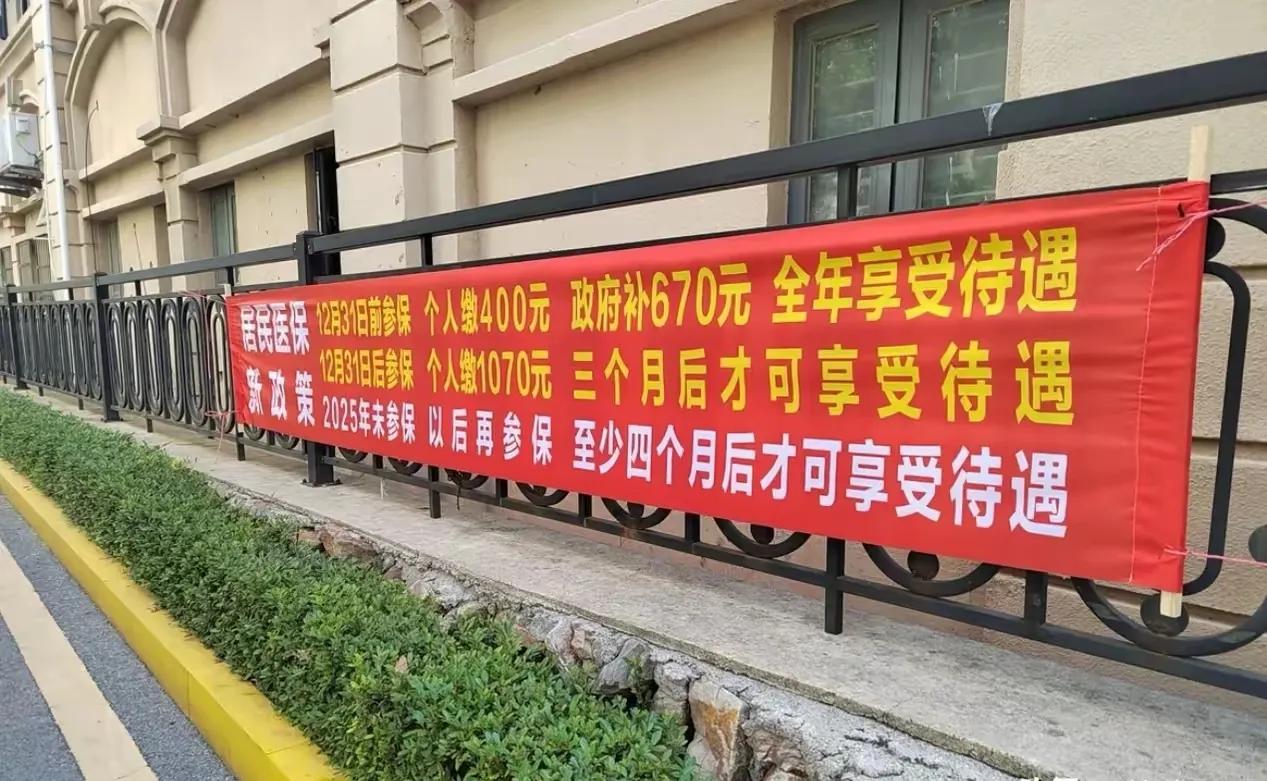 居民医保
新政策
12月31日前参保 个人缴400元 政府补670元 全年享受待遇
12月31日后参保 个人缴1070元 三个月后才可享受待遇
2025年未参保 以后再参保 至少四个月后才可享受待遇